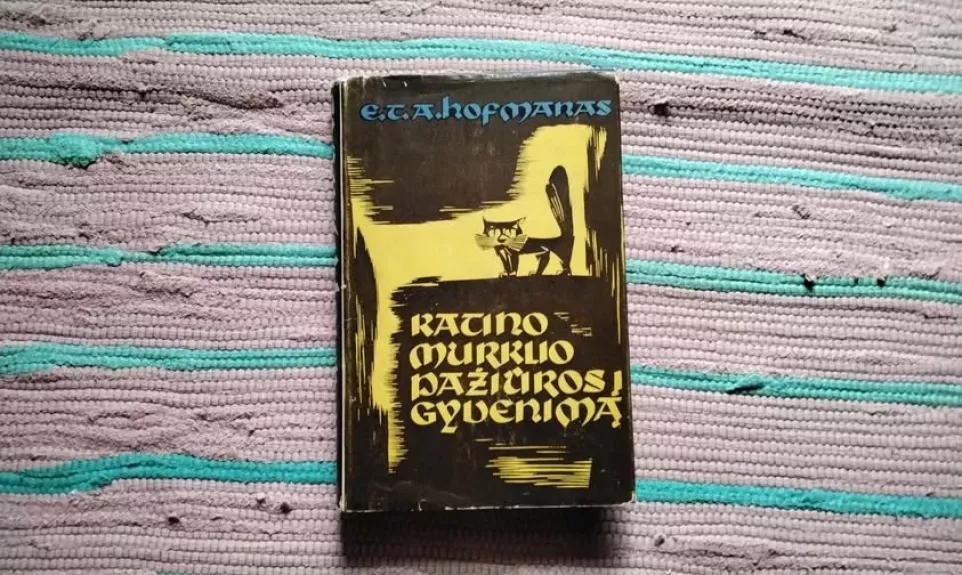 E.T.A. HOFMANAS
KATINO
MURKLIO
PAŽIŪROS Į
GYVENIMĄ